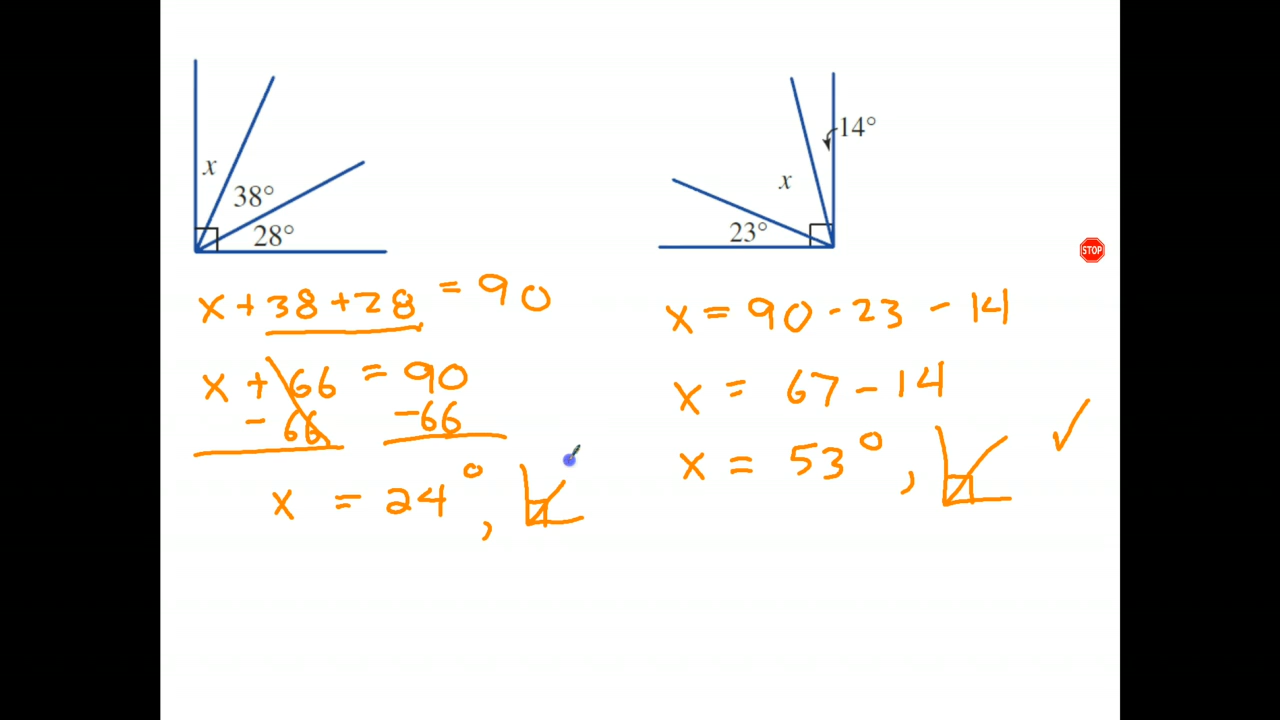 x
38°
28°
x + 38 + 28 = 90
x + 66 = 90
- 66 -66
x = 24°,
14°
x
23°
x = 90 - 23 - 14
x = 67 - 14
x = 53°, ✓
STOP